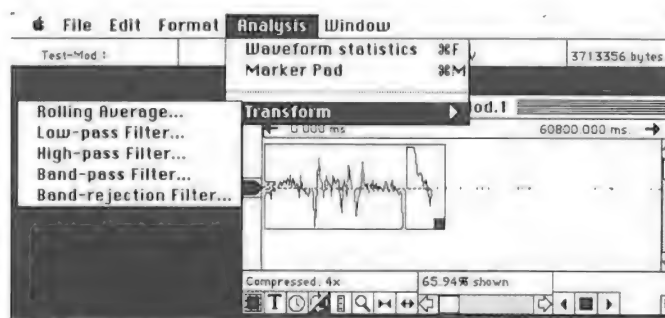 File Edit Format Analysis Window
Test-Mod 1
3713356 bytes
Waveform statistics ⌘F
Marker Pad ⌘M
Transform
od.1
Rolling Average...
Low-pass Filter...
High-pass Filter...
Band-pass Filter...
Band-rejection Filter...
0.000 ms
60800.000 ms
Compressed, 4x
65.94% shown
T